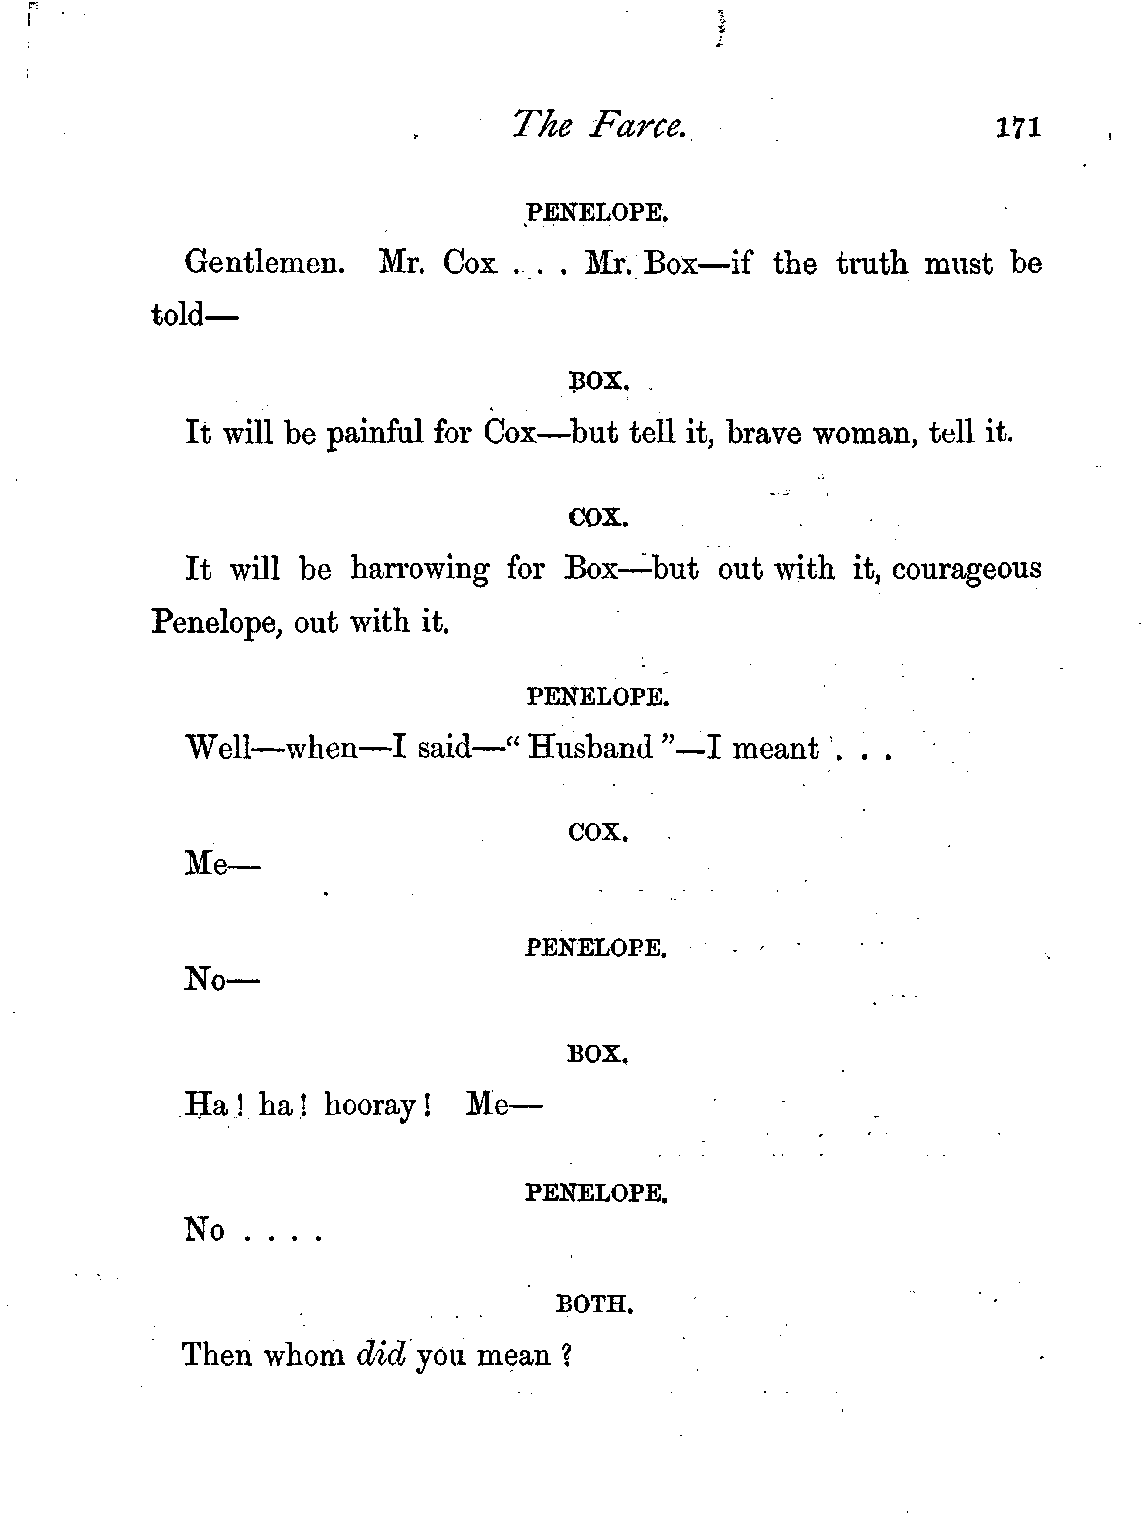 The Farce. 171
PENELOPE.
Gentlemen. Mr. Cox . . . Mr. Box—if the truth must be
told—
BOX.
It will be painful for Cox—but tell it, brave woman, tell it.
COX.
It will be harrowing for Box—but out with it, courageous
Penelope, out with it.
PENELOPE.
Well—when—I said—“ Husband ”—I meant . . .
COX.
Me—
PENELOPE.
No—
BOX.
Ha ! ha ! hooray ! Me—
PENELOPE.
No . . . .
BOTH.
Then whom did you mean ?